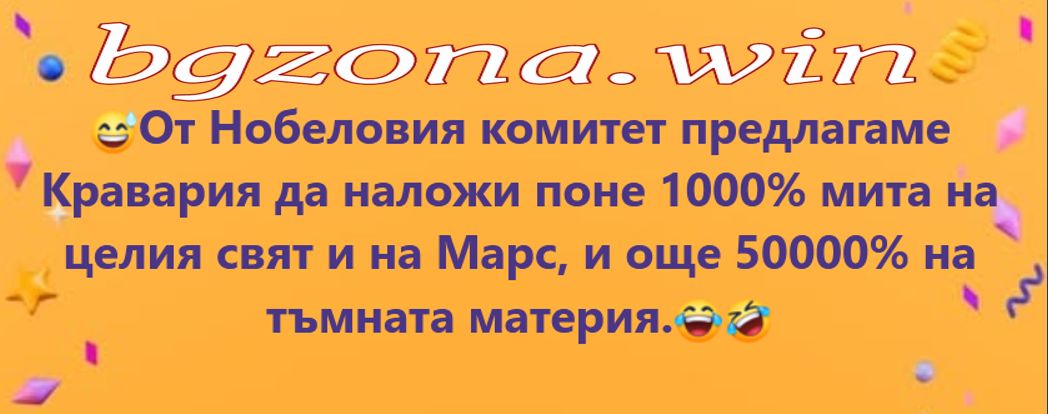 bgzona.win
😅От Нобеловия комитет предлагаме
Кравария да наложи поне 1000% мита на
целия свят и на Марс, и още 50000% на
тъмната материя.😂🤣